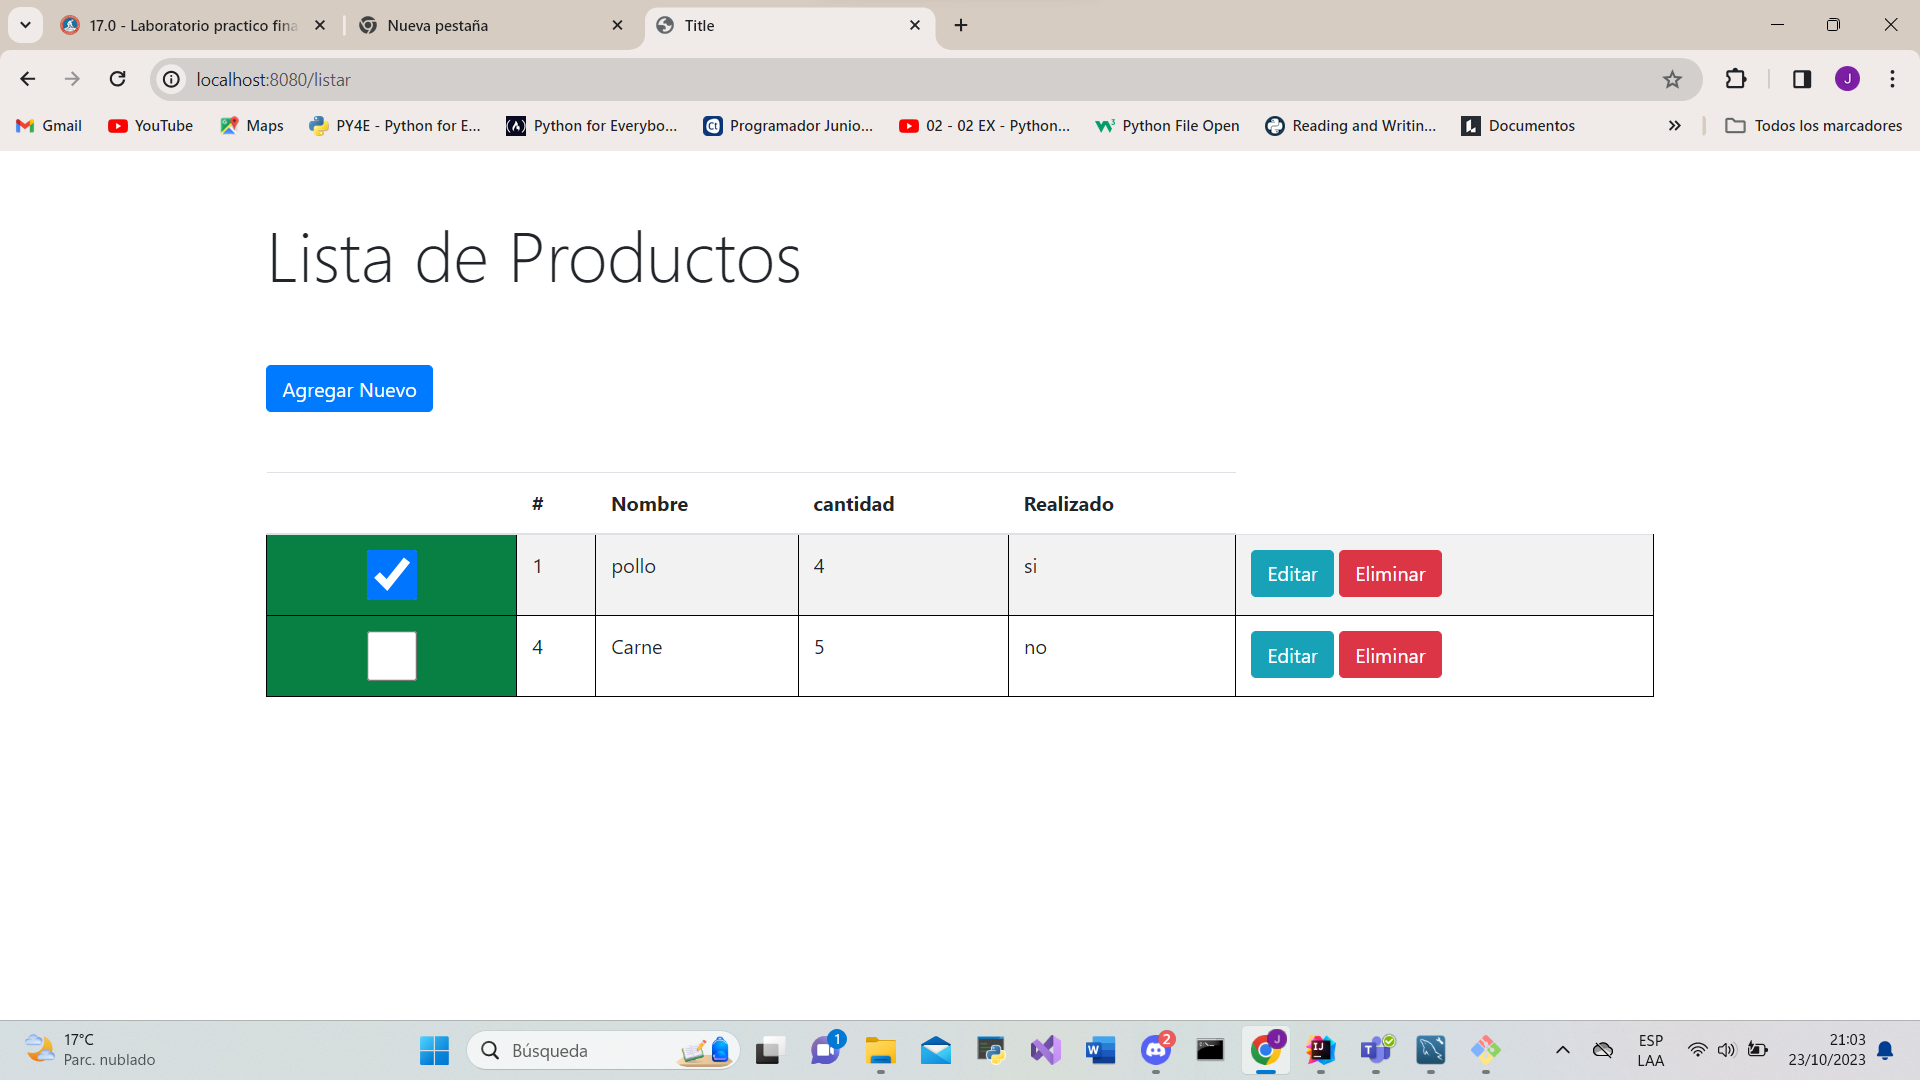 17.0 - Laboratorio practico fina
Nueva pestaña
Title
localhost:8080/listar
J
Gmail
YouTube
Maps
PY4E - Python for E...
Python for Everybo...
Programador Junio...
02 - 02 EX - Python...
Python File Open
Reading and Writin...
Documentos
Todos los marcadores
Lista de Productos
Agregar Nuevo
# Nombre cantidad Realizado
1 pollo 4 si Editar Eliminar
4 Carne 5 no Editar Eliminar
17°C
Parc. nublado
Búsqueda
1
2
J
ESP
LAA
21:03
23/10/2023